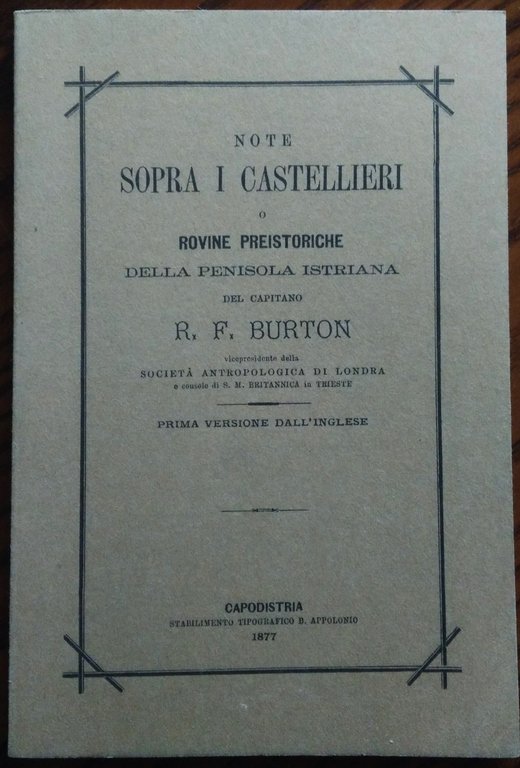 NOTE
SOPRA I CASTELLIERI
O
ROVINE PREISTORICHE
DELLA PENISOLA ISTRIANA
DEL CAPITANO
R. F. BURTON
vicepresidente della
SOCIETÀ ANTROPOLOGICA DI LONDRA
e console di S. M. BRITANNICA in TRIESTE
PRIMA VERSIONE DALL'INGLESE
CAPODISTRIA
STABILIMENTO TIPOGRAFICO B. APPOLONIO
1877